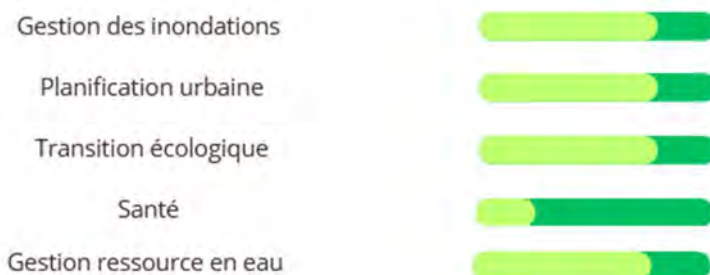 Gestion des inondations
Planification urbaine
Transition écologique
Santé
Gestion ressource en eau